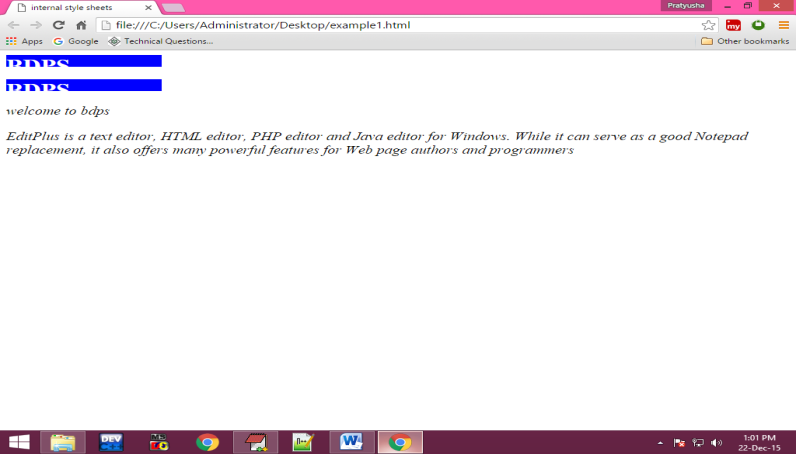 Pratyusha
internal style sheets
file:///C:/Users/Administrator/Desktop/example1.html
my
Apps Google Technical Questions... Other bookmarks
BDPS
BDPS
welcome to bdps
EditPlus is a text editor, HTML editor, PHP editor and Java editor for Windows. While it can serve as a good Notepad
replacement, it also offers many powerful features for Web page authors and programmers
DEV
W
1:01 PM
22-Dec-15